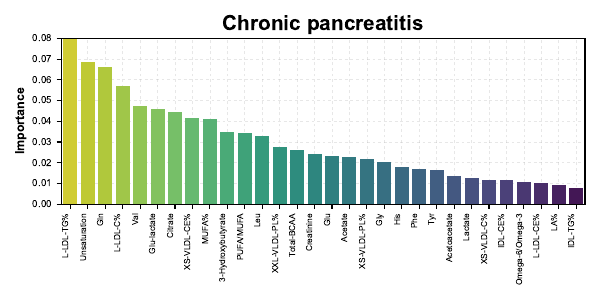 Chronic pancreatitis
Importance
0.08
0.07
0.06
0.05
0.04
0.03
0.02
0.01
0.00
L-LDL-TG%
Unsaturation
Gln
L-LDL-C%
Val
Glu-lactate
Citrate
XS-VLDL-CE%
MUFA%
3-Hydroxybutyrate
PUFA/MUFA
Leu
XXL-VLDL-PL%
Total-BCAA
Creatinine
Glu
Acetate
XS-VLDL-PL%
Gly
His
Phe
Tyr
Acetoacetate
Lactate
XS-VLDL-C%
IDL-CE%
Omega-6/Omega-3
L-LDL-CE%
LA%
IDL-TG%